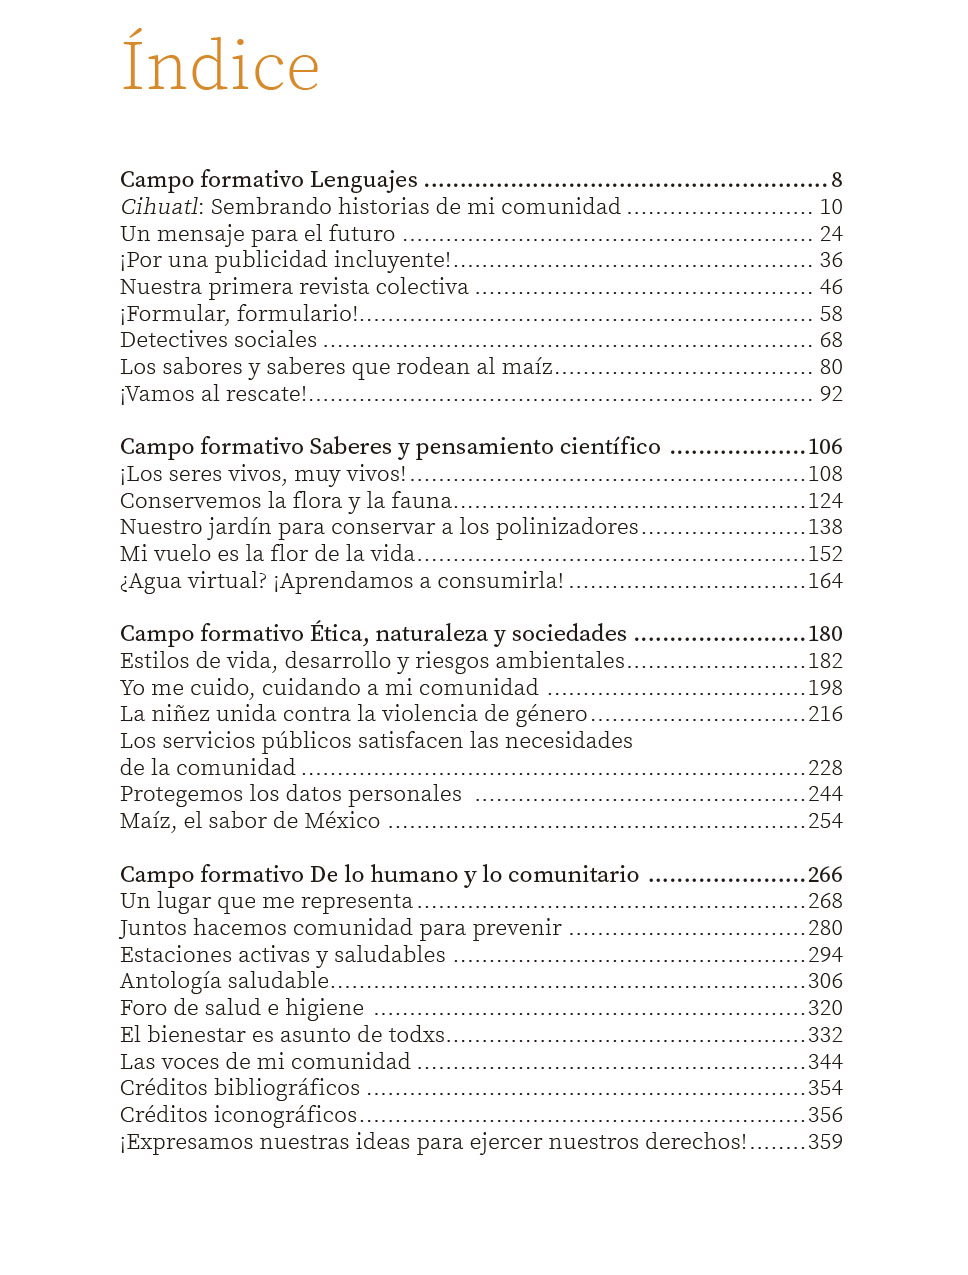 Índice
Campo formativo Lenguajes ........................................................ 8
Cihuatl: Sembrando historias de mi comunidad .......................... 10
Un mensaje para el futuro ......................................................... 24
¡Por una publicidad incluyente!.................................................. 36
Nuestra primera revista colectiva ............................................... 46
¡Formular, formulario!............................................................... 58
Detectives sociales .................................................................... 68
Los sabores y saberes que rodean al maíz.................................... 80
¡Vamos al rescate!...................................................................... 92
Campo formativo Saberes y pensamiento científico ...................106
¡Los seres vivos, muy vivos!.......................................................108
Conservemos la flora y la fauna.................................................124
Nuestro jardín para conservar a los polinizadores.......................138
Mi vuelo es la flor de la vida......................................................152
¿Agua virtual? ¡Aprendamos a consumirla! .................................164
Campo formativo Ética, naturaleza y sociedades ........................180
Estilos de vida, desarrollo y riesgos ambientales.........................182
Yo me cuido, cuidando a mi comunidad ....................................198
La niñez unida contra la violencia de género..............................216
Los servicios públicos satisfacen las necesidades
de la comunidad ......................................................................228
Protegemos los datos personales ..............................................244
Maíz, el sabor de México ..........................................................254
Campo formativo De lo humano y lo comunitario ......................266
Un lugar que me representa......................................................268
Juntos hacemos comunidad para prevenir .................................280
Estaciones activas y saludables .................................................294
Antología saludable..................................................................306
Foro de salud e higiene ............................................................320
El bienestar es asunto de todxs..................................................332
Las voces de mi comunidad ......................................................344
Créditos bibliográficos .............................................................354
Créditos iconográficos..............................................................356
¡Expresamos nuestras ideas para ejercer nuestros derechos!........359